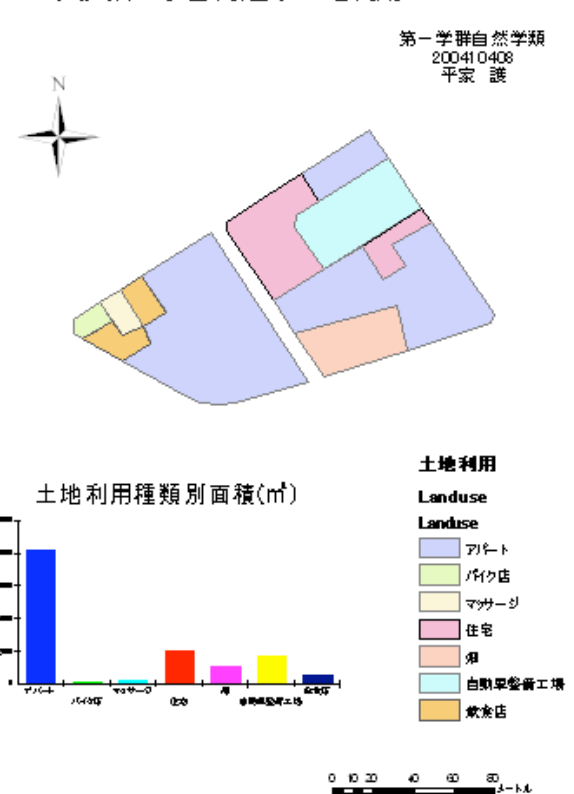 第一学群自然学類
200410408
平家 護
N
土地利用種類別面積(㎡)
アパート
バイク店
マッサージ
住宅
畑
自動車整備工場
飲食店
土地利用
Landuse
Landuse
アパート
バイク店
マッサージ
住宅
畑
自動車整備工場
飲食店
0 10 20 40 60 80
メートル